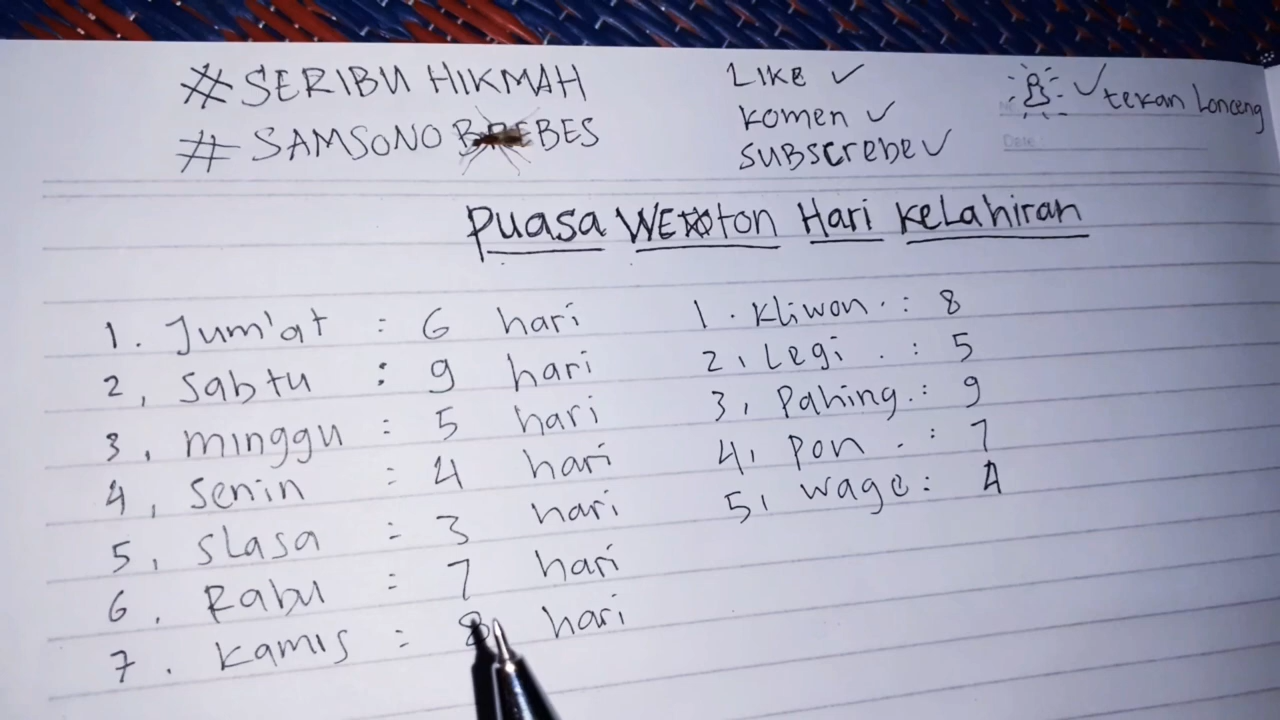 #SERIBU HIKMAH
#SAMSONO BREBES
LIKE ✓
komen ✓
SUBScrebe ✓
✓ tekan Lonceng
Date
PUasa WEton Hari KeLahiran
1. Jum'at : 6 hari
2, Sabtu : 9 hari
3, minggu : 5 hari
4, Senin : 4 hari
5, SLasa : 3 hari
6. Rabu : 7 hari
7. Kamis : 8 hari
1. Kliwon. : 8
2, Legi . : 5
3, Pahing. : 9
4, Pon . : 7
5, wage : 4